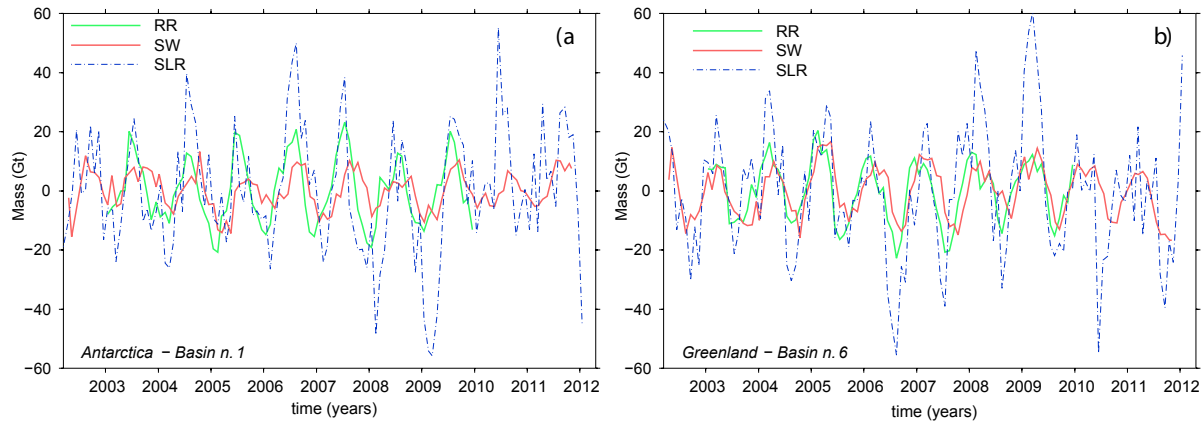 RR
SW
SLR
(a
60
40
20
0
−20
−40
−60
Mass (Gt)
Antarctica − Basin n. 1
2003 2004 2005 2006 2007 2008 2009 2010 2011 2012
time (years)
RR
SW
SLR
b)
60
40
20
0
−20
−40
−60
Mass (Gt)
Greenland − Basin n. 6
2003 2004 2005 2006 2007 2008 2009 2010 2011 2012
time (years)